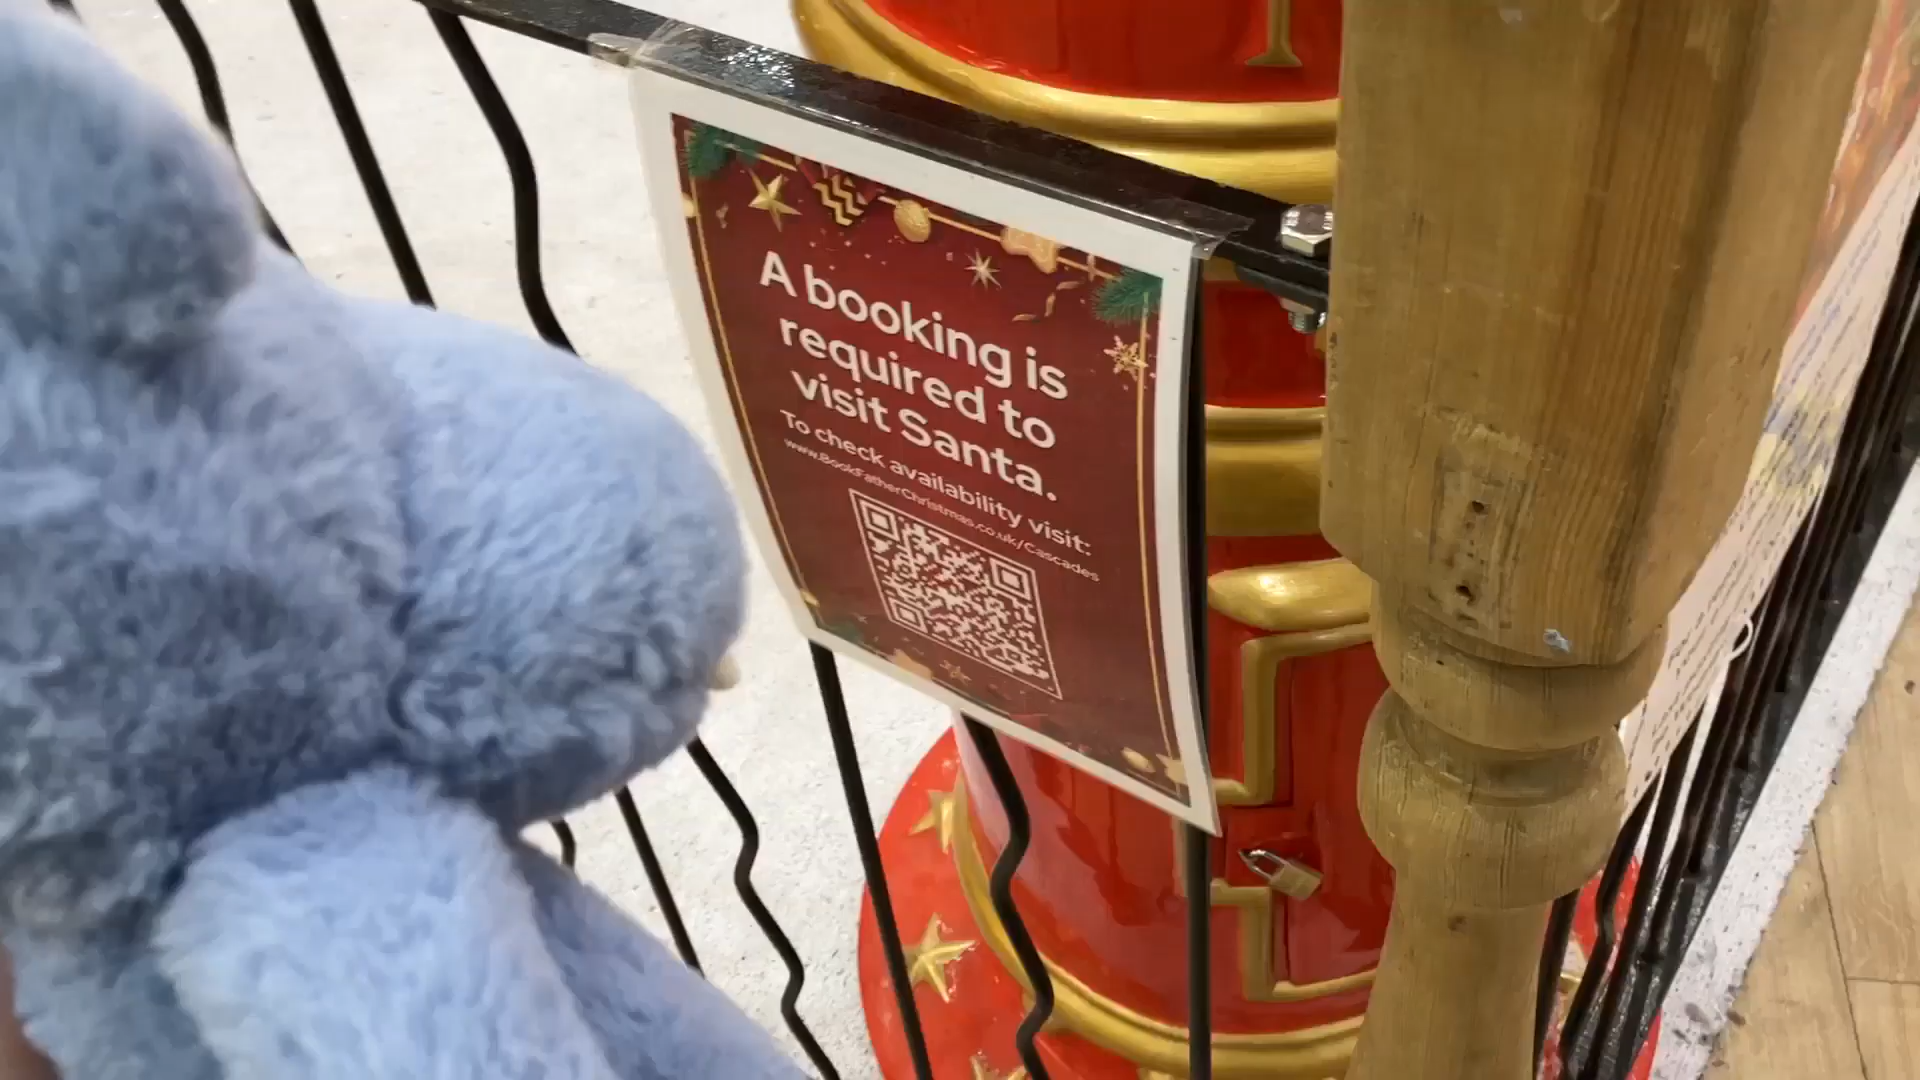 A booking is
required to
visit Santa.
To check availability visit:
www.BookFatherChristmas.co.uk/Cascades